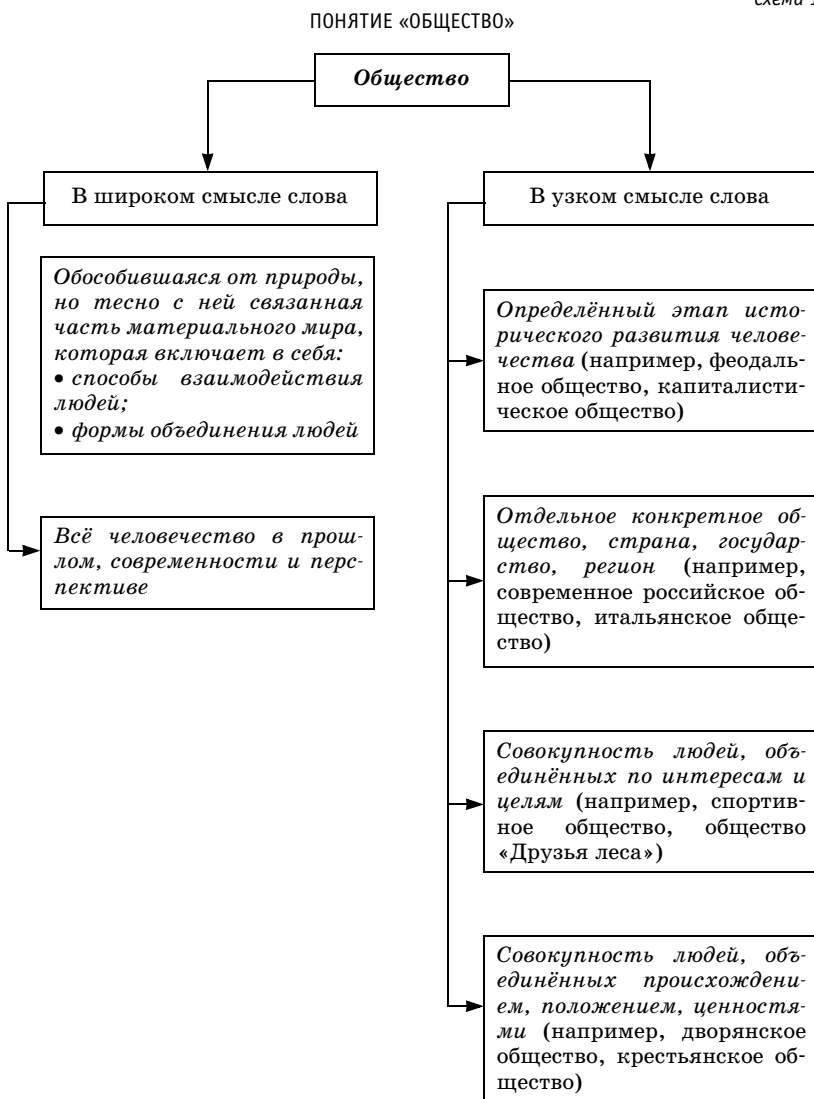 Схема 1
ПОНЯТИЕ «ОБЩЕСТВО»
Общество
В широком смысле слова
Обособившаяся от природы,
но тесно с ней связанная
часть материального мира,
которая включает в себя:
• способы взаимодействия
людей;
• формы объединения людей
Всё человечество в прош-
лом, современности и перс-
пективе
В узком смысле слова
Определённый этап исто-
рического развития челове-
чества (например, феодаль-
ное общество, капиталисти-
ческое общество)
Отдельное конкретное об-
щество, страна, государ-
ство, регион (например,
современное российское об-
щество, итальянское обще-
ство)
Совокупность людей, объ-
единённых по интересам и
целям (например, спортив-
ное общество, общество
«Друзья леса»)
Совокупность людей, объ-
единённых происхождени-
ем, положением, ценностя-
ми (например, дворянское
общество, крестьянское об-
щество)